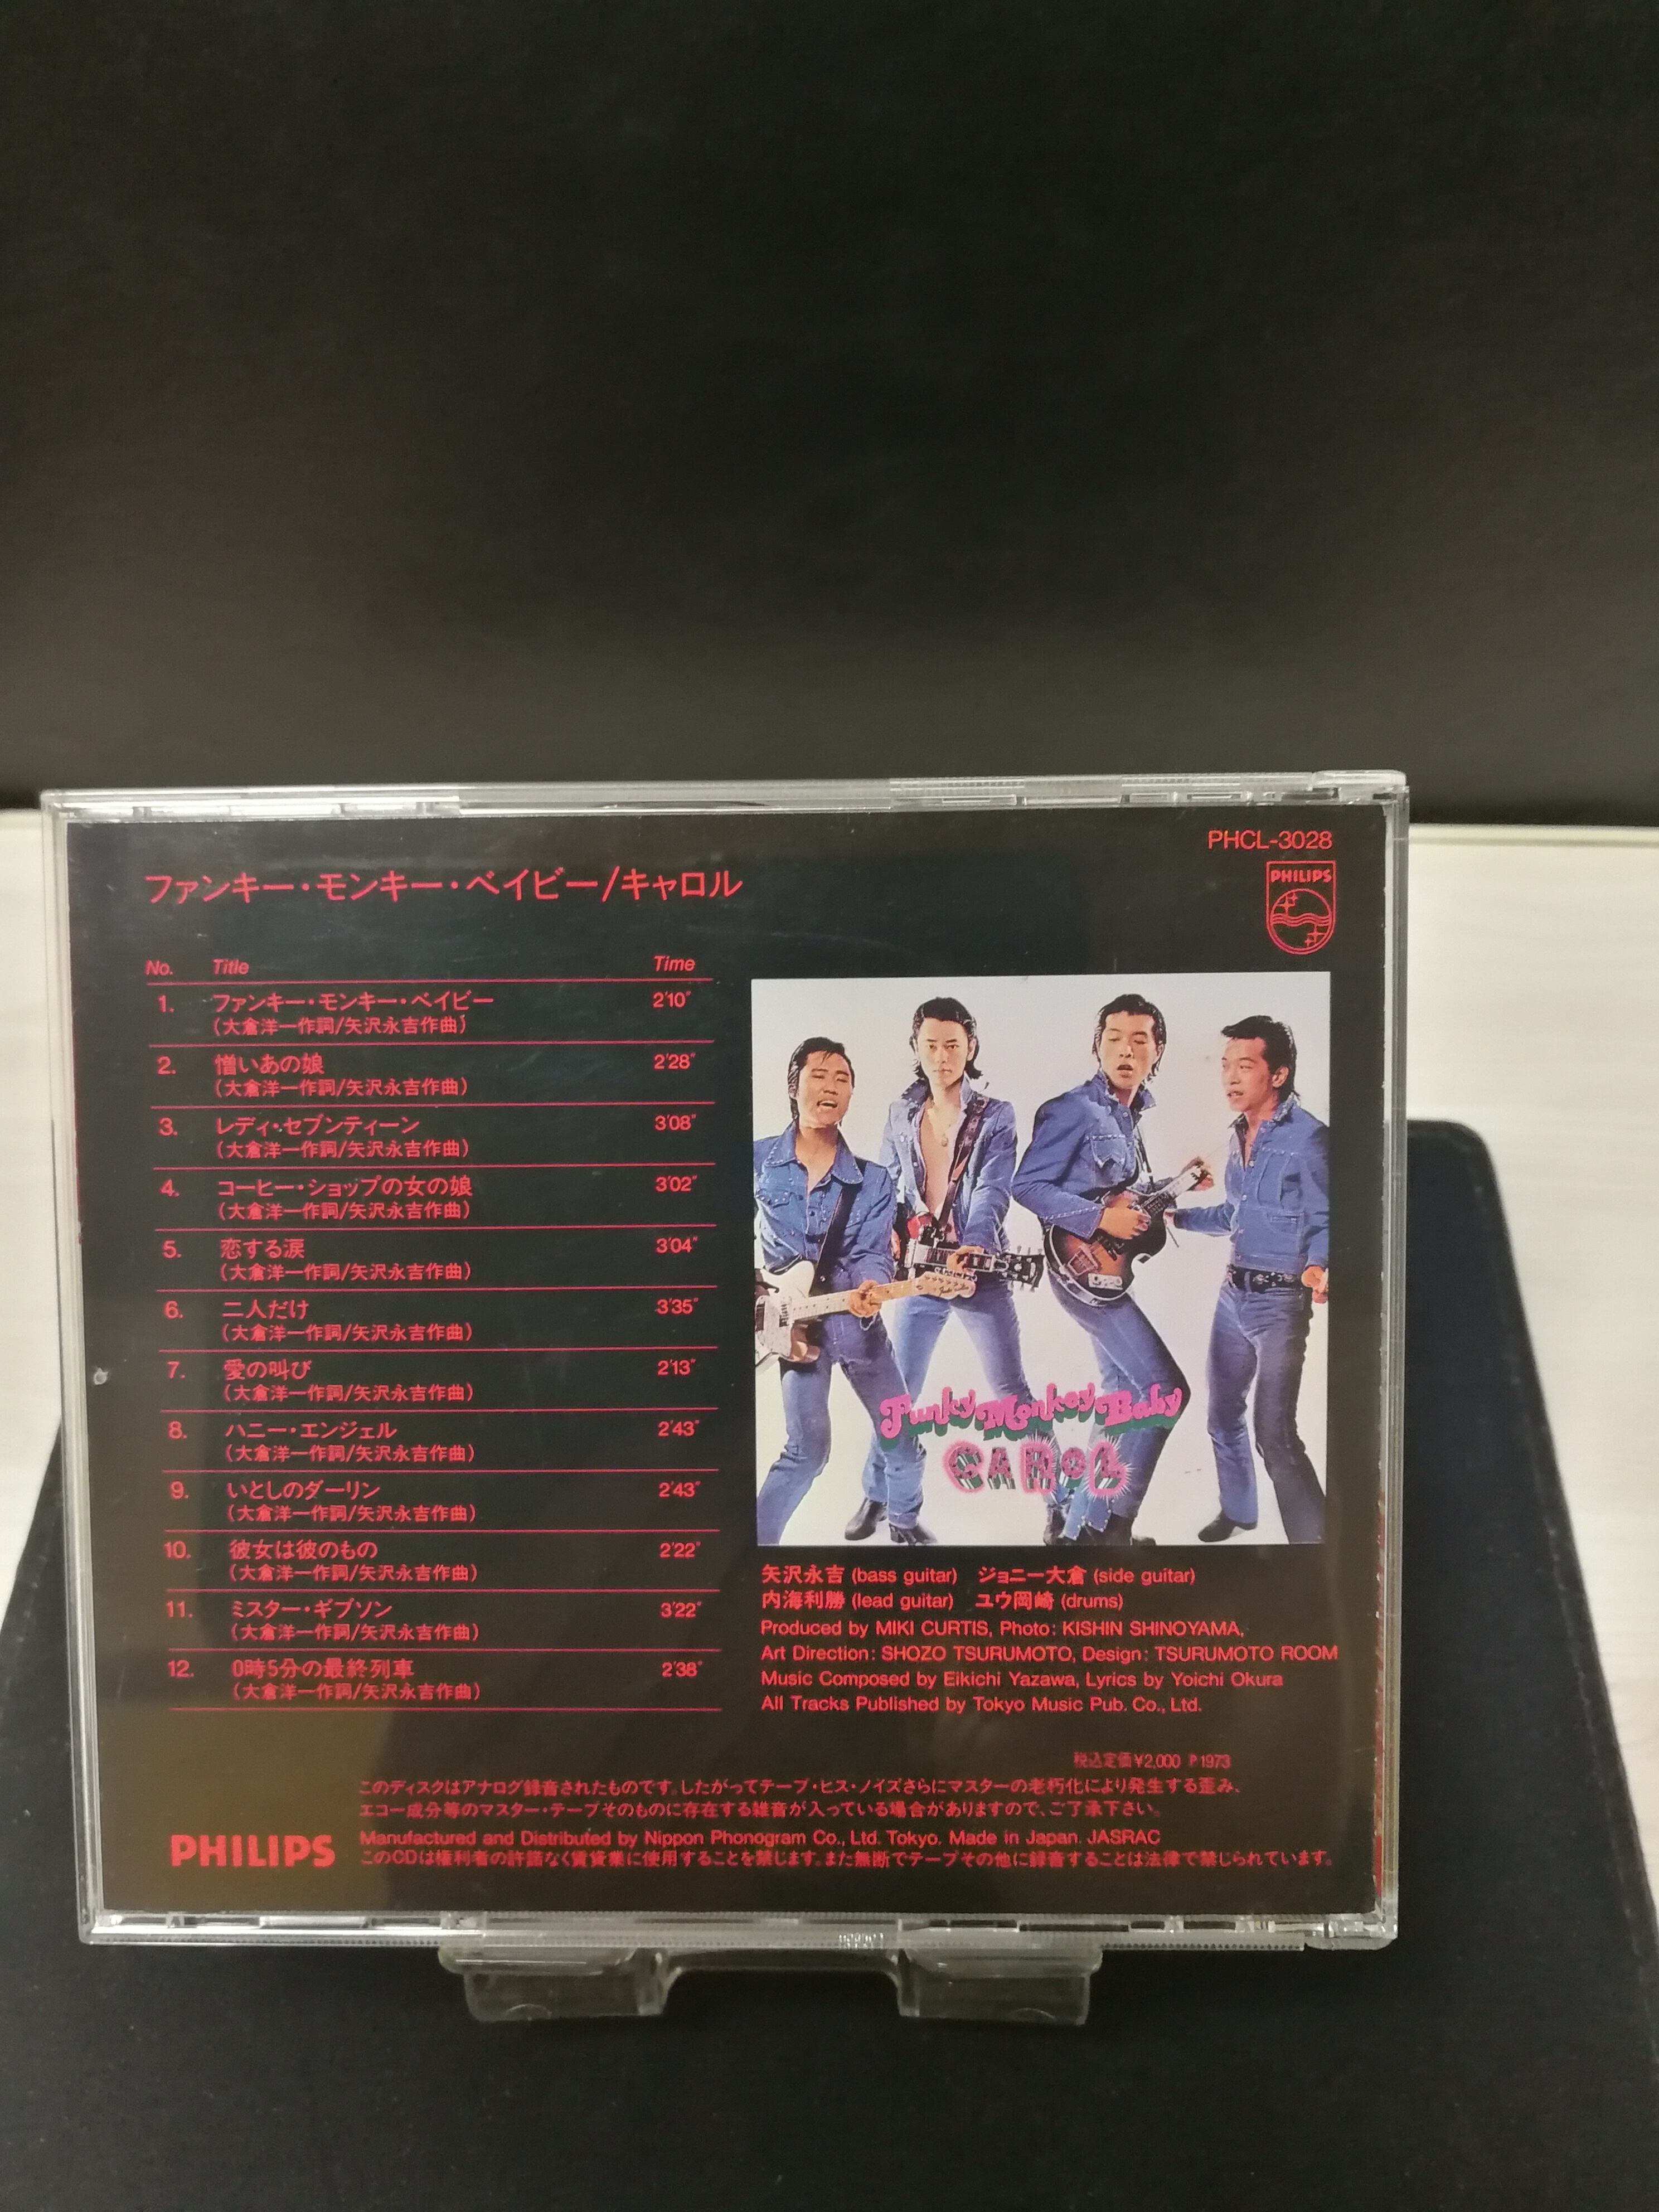 PHCL-3028
PHILIPS
ファンキー・モンキー・ベイビー/キャロル
No. Title Time
1. ファンキー・モンキー・ベイビー 2'10"
(大倉洋一作詞/矢沢永吉作曲)
2. 憎いあの娘 2'28"
(大倉洋一作詞/矢沢永吉作曲)
3. レディ・セブンティーン 3'08"
(大倉洋一作詞/矢沢永吉作曲)
4. コーヒー・ショップの女の娘 3'02"
(大倉洋一作詞/矢沢永吉作曲)
5. 恋する涙 3'04"
(大倉洋一作詞/矢沢永吉作曲)
6. 二人だけ 3'35"
(大倉洋一作詞/矢沢永吉作曲)
7. 愛の叫び 2'13"
(大倉洋一作詞/矢沢永吉作曲)
8. ハニー・エンジェル 2'43"
(大倉洋一作詞/矢沢永吉作曲)
9. いとしのダーリン 2'43"
(大倉洋一作詞/矢沢永吉作曲)
10. 彼女は彼のもの 2'22"
(大倉洋一作詞/矢沢永吉作曲)
11. ミスター・ギブソン 3'22"
(大倉洋一作詞/矢沢永吉作曲)
12. 0時5分の最終列車 2'38"
(大倉洋一作詞/矢沢永吉作曲)
Funky Monkey Baby
CAROL
矢沢永吉 (bass guitar) ジョニー大倉 (side guitar)
内海利勝 (lead guitar) ユウ岡崎 (drums)
Produced by MIKI CURTIS, Photo: KISHIN SHINOYAMA,
Art Direction: SHOZO TSURUMOTO, Design: TSURUMOTO ROOM
Music Composed by Eikichi Yazawa, Lyrics by Yoichi Okura
All Tracks Published by Tokyo Music Pub. Co., Ltd.
税込定価¥2,000 ℗1973
このディスクはアナログ録音されたものです。したがってテープ・ヒス・ノイズさらにマスターの老朽化により発生する歪み、
エコー成分等のマスター・テープそのものに存在する雑音が入っている場合がありますので、ご了承下さい。
PHILIPS
Manufactured and Distributed by Nippon Phonogram Co., Ltd. Tokyo. Made in Japan. JASRAC
このCDは権利者の許諾なく賃貸業に使用することを禁じます。また無断でテープその他に録音することは法律で禁じられています。